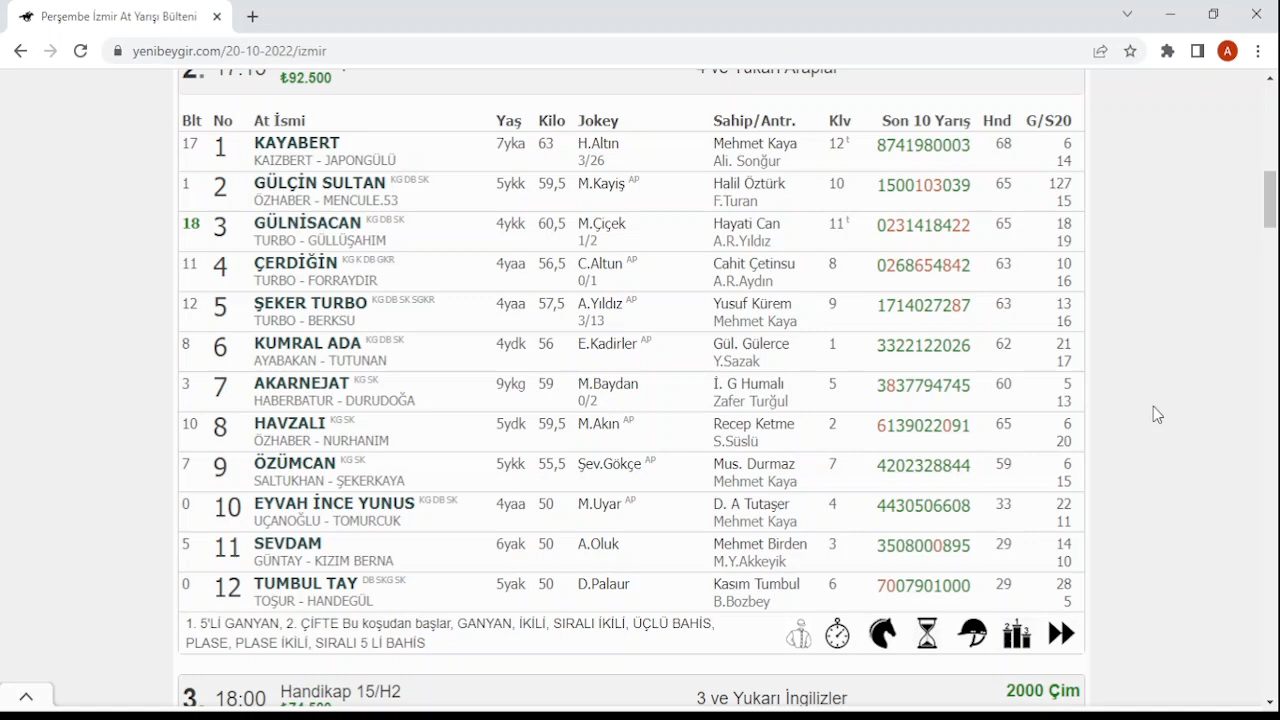 Perşembe İzmir At Yarışı Bülteni
yenibeygir.com/20-10-2022/izmir
A
2. 17:10 4 ve Yukarı Araplar
₺92.500
Blt No At İsmi Yaş Kilo Jokey Sahip/Antr. Klv Son 10 Yarış Hnd G/S20
17 1 KAYABERT 7yka 63 H.Altın Mehmet Kaya 12t 8741980003 68 6
KAIZBERT - JAPONGÜLÜ 3/26 Ali. Sonğur 14
1 2 GÜLÇİN SULTAN KG DB SK 5ykk 59,5 M.Kayiş AP Halil Öztürk 10 1500103039 65 127
ÖZHABER - MENCULE.53 F.Turan 15
18 3 GÜLNİSACAN KG DB SK 4ykk 60,5 M.Çiçek Hayati Can 11t 0231418422 65 18
TURBO - GÜLLÜŞAHIM 1/2 A.R.Yıldız 19
11 4 ÇERDİĞİN KG K DB GKR 4yaa 56,5 C.Altun AP Cahit Çetinsu 8 0268654842 63 10
TURBO - FORRAYDIR 0/1 A.R.Aydın 16
12 5 ŞEKER TURBO KG DB SK SGKR 4yaa 57,5 A.Yıldız AP Yusuf Kürem 9 1714027287 63 13
TURBO - BERKSU 3/13 Mehmet Kaya 16
8 6 KUMRAL ADA KG DB SK 4ydk 56 E.Kadirler AP Gül. Gülerce 1 3322122026 62 21
AYABAKAN - TUTUNAN Y.Sazak 17
3 7 AKARNEJAT KG SK 9ykg 59 M.Baydan İ. G Humalı 5 3837794745 60 5
HABERBATUR - DURUDOĞA 0/2 Zafer Turğul 13
10 8 HAVZALI KG SK 5ydk 59,5 M.Akın AP Recep Ketme 2 6139022091 65 6
ÖZHABER - NURHANIM S.Süslü 20
7 9 ÖZÜMCAN KG SK 5ykk 55,5 Şev.Gökçe AP Mus. Durmaz 7 4202328844 59 6
SALTUKHAN - ŞEKERKAYA Mehmet Kaya 15
0 10 EYVAH İNCE YUNUS KG DB SK 4yaa 50 M.Uyar AP D. A Tutaşer 4 4430506608 33 22
UÇANOĞLU - TOMURCUK Mehmet Kaya 11
5 11 SEVDAM 6yak 50 A.Oluk Mehmet Birden 3 3508000895 29 14
GÜNTAY - KIZIM BERNA M.Y.Akkeyik 10
0 12 TUMBUL TAY DB SKG SK 5yak 50 D.Palaur Kasım Tumbul 6 7007901000 29 28
TOŞUR - HANDEGÜL B.Bozbey 5
1. 5'Lİ GANYAN, 2. ÇİFTE Bu koşudan başlar, GANYAN, İKİLİ, SIRALI İKİLİ, ÜÇLÜ BAHİS,
PLASE, PLASE İKİLİ, SIRALI 5 Lİ BAHİS
3. 18:00 Handikap 15/H2 3 ve Yukarı İngilizler 2000 Çim
₺74.500